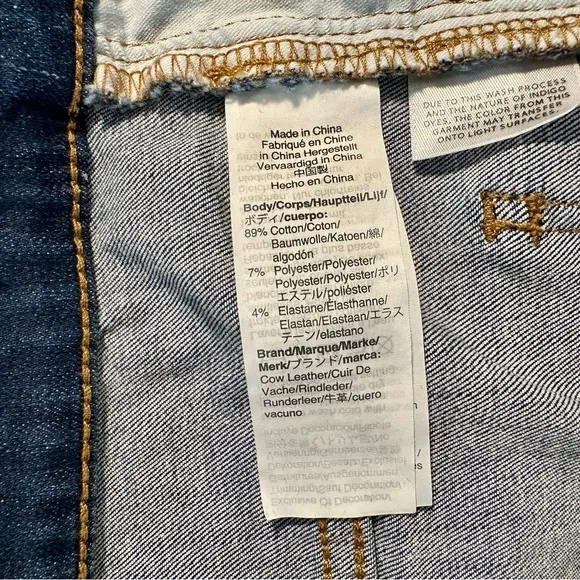 Made in China
Fabriqué en Chine
in China Hergestellt
Vervaardigd in China
中国製
Hecho en China
Body/Corps/Hauptteil/Lijf/
ボディ/cuerpo:
89% Cotton/Coton/
Baumwolle/Katoen/綿/
algodón
7% Polyester/Polyester/
Polyester/Polyester/ポリ
エステル/poliëster
4% Elastane/Élasthanne/
Elastan/Elastaan/エラス
テーン/elastano
Brand/Marque/Marke/
Merk/ブランド/marca:
Cow Leather/Cuir De
Vache/Rindleder/
Runderleer/牛革/cuero
vacuno
DUE TO THIS WASH PROCESS
AND THE NATURE OF INDIGO
DYES, THE COLOR FROM THIS
GARMENT MAY TRANSFER
ONTO LIGHT SURFACES.